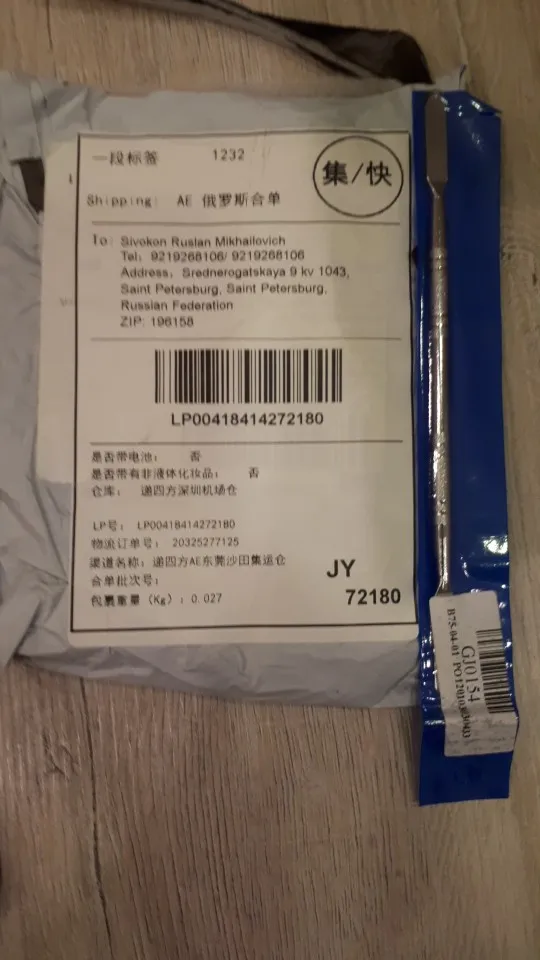 一段标签 1232
集/快
Shipping: AE 俄罗斯合单
To: Sivokon Ruslan Mikhailovich
Tel: 9219268106/ 9219268106
Address: Srednerogatskaya 9 kv 1043,
Saint Petersburg, Saint Petersburg,
Russian Federation
ZIP: 196158
LP00418414272180
是否带电池： 否
是否带有非液体化妆品： 否
仓库： 递四方深圳机场仓
LP号： LP00418414272180
物流订单号： 20325277125
渠道名称：递四方AE东莞沙田集运仓
合单批次号：
包裹重量（Kg）：0.027
JY
72180
GJ0154
B75-04-01